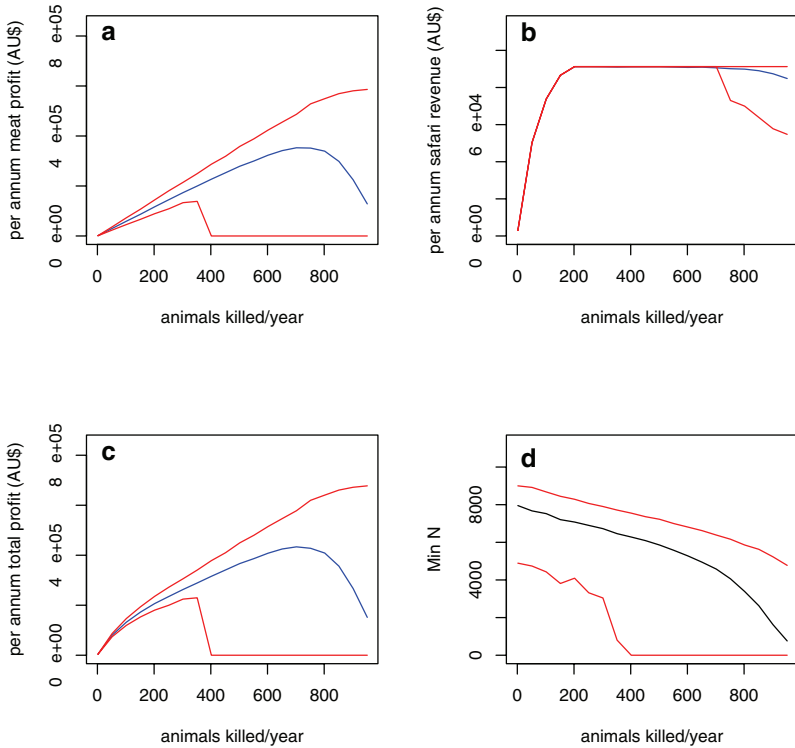 a
per annum meat profit (AU$)
0 e+00 4 e+05 8 e+05
0 200 400 600 800
animals killed/year
b
per annum safari revenue (AU$)
0 e+00 6 e+04
0 200 400 600 800
animals killed/year
c
per annum total profit (AU$)
0 e+00 4 e+05 8 e+05
0 200 400 600 800
animals killed/year
d
Min N
0 4000 8000
0 200 400 600 800
animals killed/year